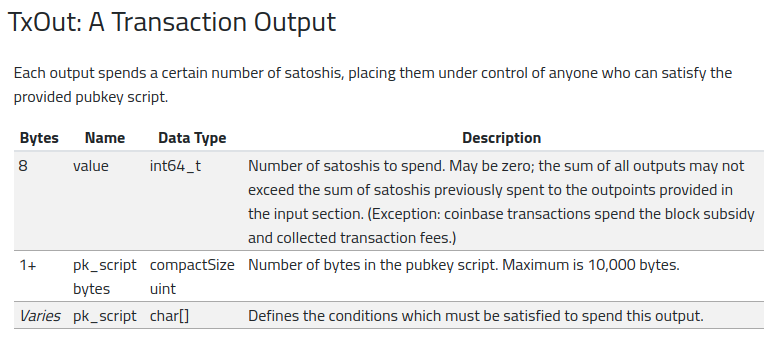 TxOut: A Transaction Output
Each output spends a certain number of satoshis, placing them under control of anyone who can satisfy the
provided pubkey script.
Bytes Name Data Type Description
8 value int64_t Number of satoshis to spend. May be zero; the sum of all outputs may not
exceed the sum of satoshis previously spent to the outpoints provided in
the input section. (Exception: coinbase transactions spend the block subsidy
and collected transaction fees.)
1+ pk_script compactSize Number of bytes in the pubkey script. Maximum is 10,000 bytes.
bytes uint
Varies pk_script char[] Defines the conditions which must be satisfied to spend this output.